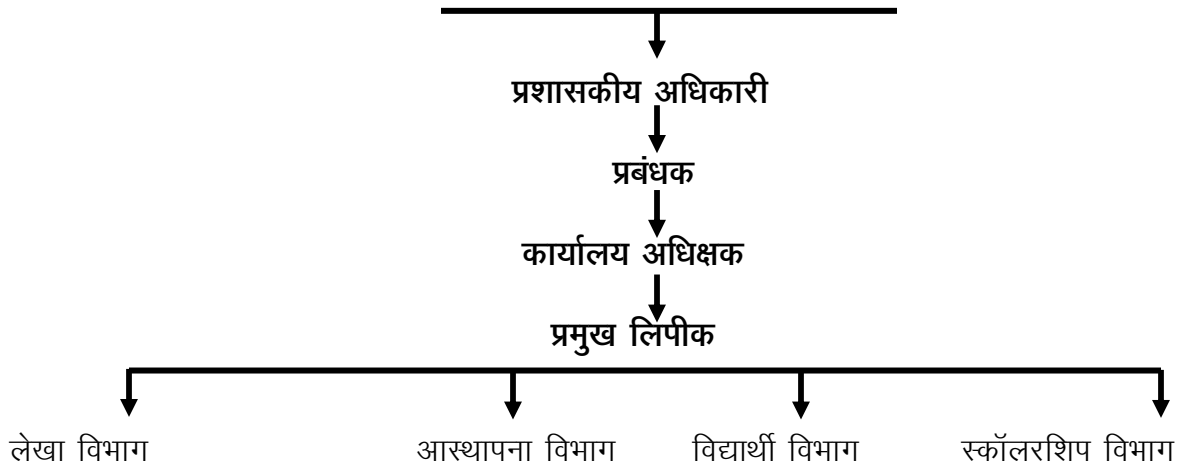 प्रशासकीय अधिकारी
प्रबंधक
कार्यालय अधिक्षक
प्रमुख लिपीक
लेखा विभाग आस्थापना विभाग विद्यार्थी विभाग स्कॉलरशिप विभाग